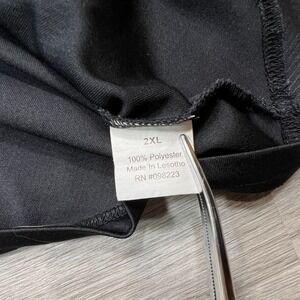 2XL
100% Polyester
Made In Lesotho
RN #098223